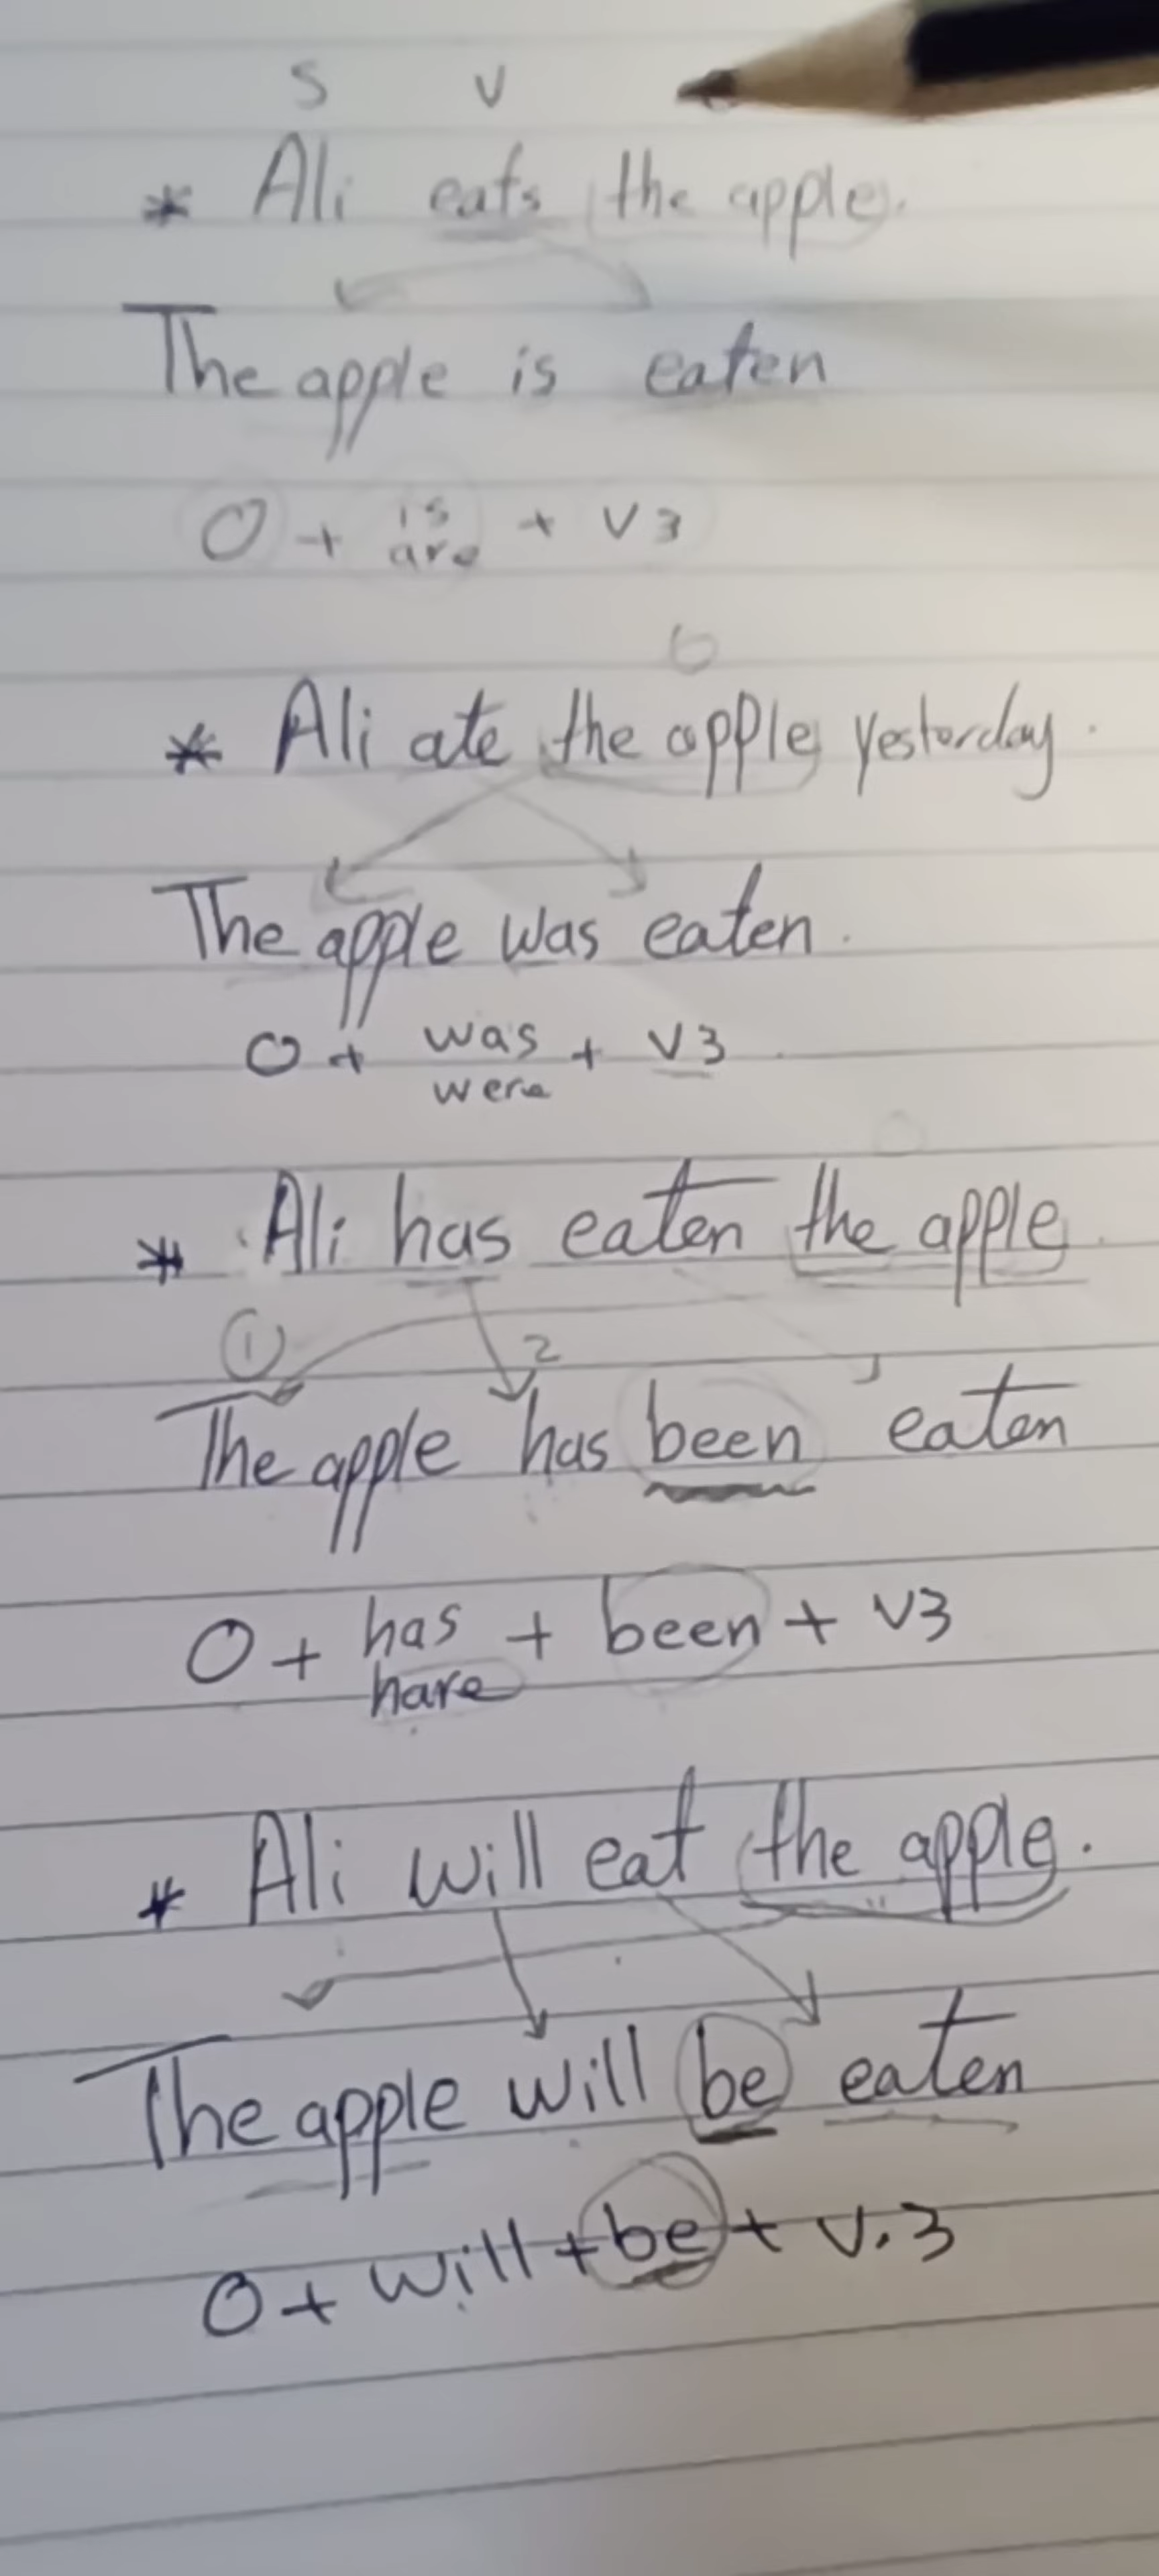 S V
* Ali eats the apple.
The apple is eaten
O + is + V3
are
O
* Ali ate the apple yesterday.
The apple was eaten.
O + was + V3
were
O
* Ali has eaten the apple.
1 2
The apple has been eaten
O + has + been + V3
have
* Ali will eat the apple.
The apple will be eaten
O + will + be + V.3